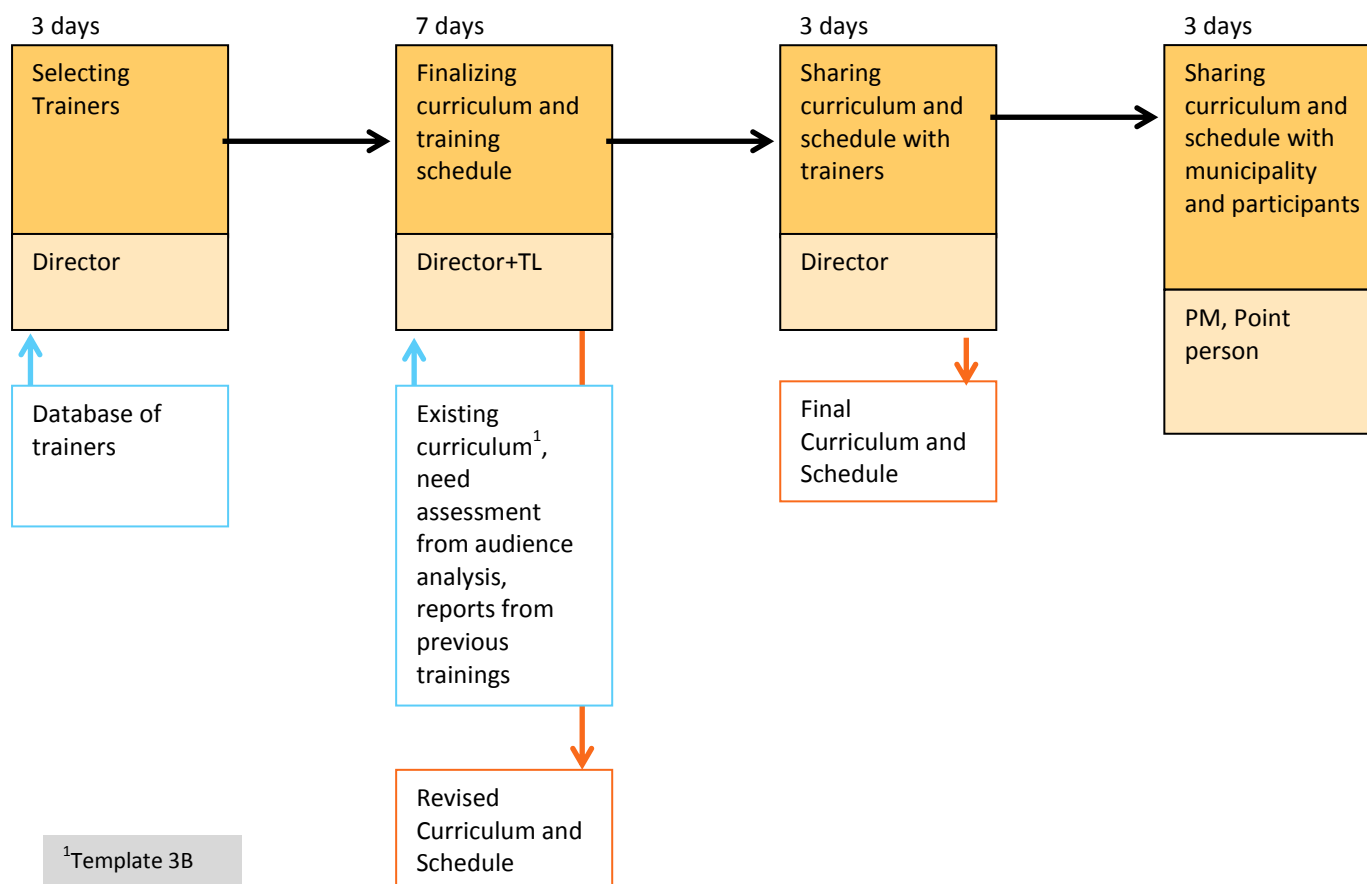 3 days
Selecting
Trainers
Director
Database of
trainers
7 days
Finalizing
curriculum and
training
schedule
Director+TL
Existing
curriculum¹,
need
assessment
from audience
analysis,
reports from
previous
trainings
Revised
Curriculum and
Schedule
3 days
Sharing
curriculum and
schedule with
trainers
Director
Final
Curriculum and
Schedule
3 days
Sharing
curriculum and
schedule with
municipality
and participants
PM, Point
person
¹Template 3B